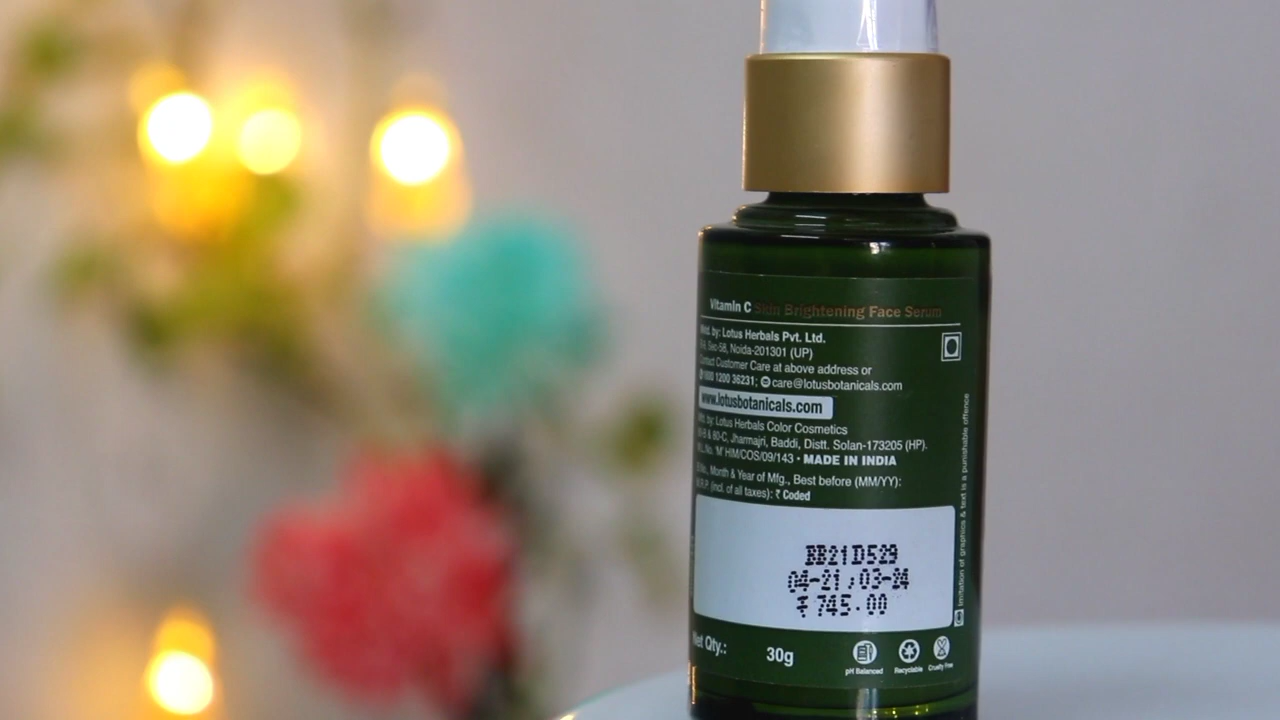 Vitamin C Skin Brightening Face Serum
by: Lotus Herbals Pvt. Ltd.
Sec-58, Noida-201301 (UP)
Contact Customer Care at above address or
1800 1200 36231; care@lotusbotanicals.com
www.lotusbotanicals.com
by: Lotus Herbals Color Cosmetics
& 80-C, Jharmajri, Baddi, Distt. Solan-173205 (HP).
'M' HIM/COS/09/143 • MADE IN INDIA
Month & Year of Mfg., Best before (MM/YY):
(incl. of all taxes): ₹ Coded
BB21D529
04-21 / 03-24
₹ 745.00
Net Qty.: 30g
pH Balanced
Recyclable
Cruelty Free
Imitation of graphics & text is a punishable offence